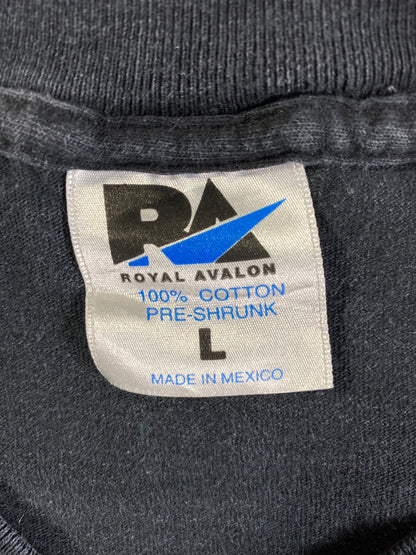 RA
ROYAL AVALON
100% COTTON
PRE-SHRUNK
L
MADE IN MEXICO